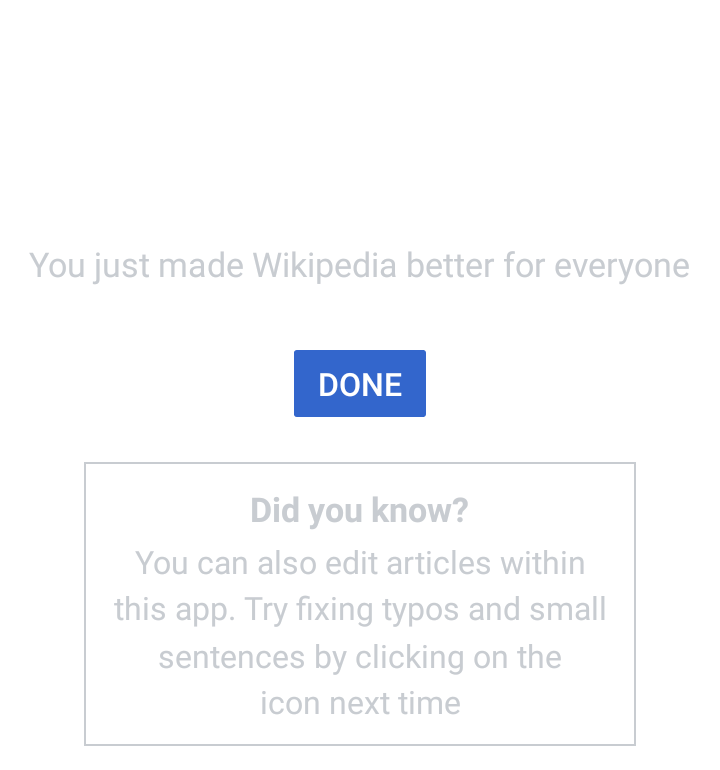 You just made Wikipedia better for everyone
DONE
Did you know?
You can also edit articles within
this app. Try fixing typos and small
sentences by clicking on the
icon next time